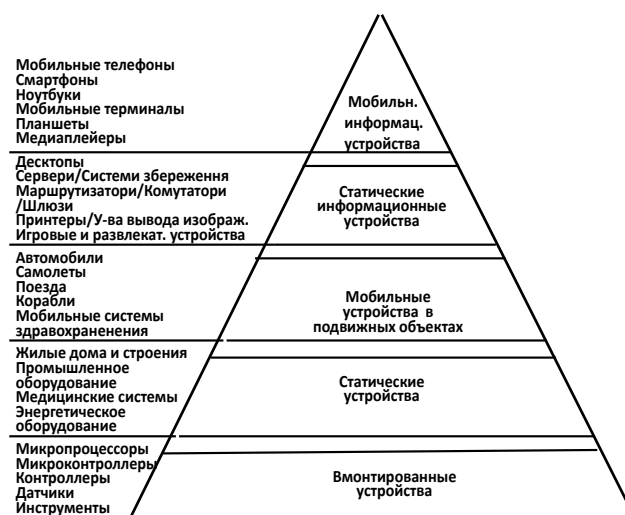 Мобильные телефоны
Смартфоны
Ноутбуки
Мобильные терминалы
Планшеты
Медиаплейеры
Мобильн.
информац.
устройства
Десктопы
Сервери/Системи збереження
Маршрутизатори/Комутатори
/Шлюзи
Принтеры/У-ва вывода изображ.
Игровые и развлекат. устройства
Статические
информационные
устройства
Автомобили
Самолеты
Поезда
Корабли
Мобильные системы
здравохраненения
Мобильные
устройства в
подвижных объектах
Жилые дома и строения
Промышленное
оборудование
Медицинские системы
Энергетическое
оборудование
Статические
устройства
Микропроцессоры
Микроконтроллеры
Контроллеры
Датчики
Инструменты
Вмонтированные
устройства